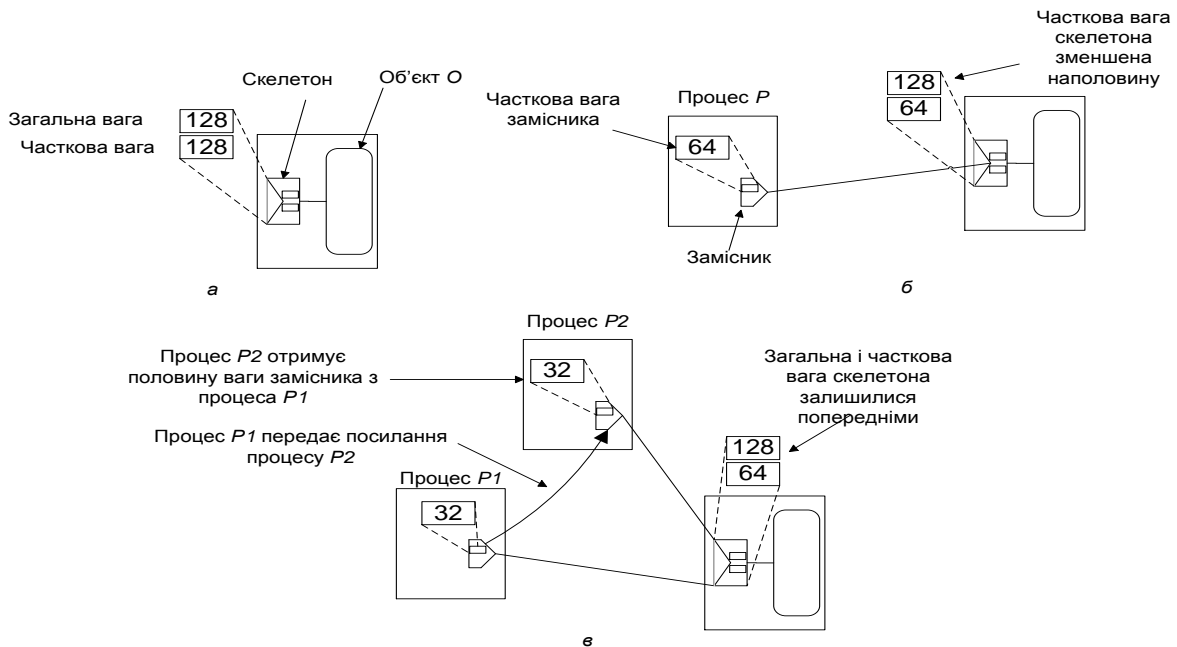 Скелетон
Об’єкт О
Загальна вага
128
Часткова вага
128
а
Часткова вага
замісника
Процес P
64
Замісник
Часткова вага
скелетона
зменшена
наполовину
128
64
б
Процес P2
Процес P2 отримує
половину ваги замісника з
процеса P1
32
Процес P1 передає посилання
процесу P2
Процес P1
32
Загальна і часткова
вага скелетона
залишилися
попередніми
128
64
в